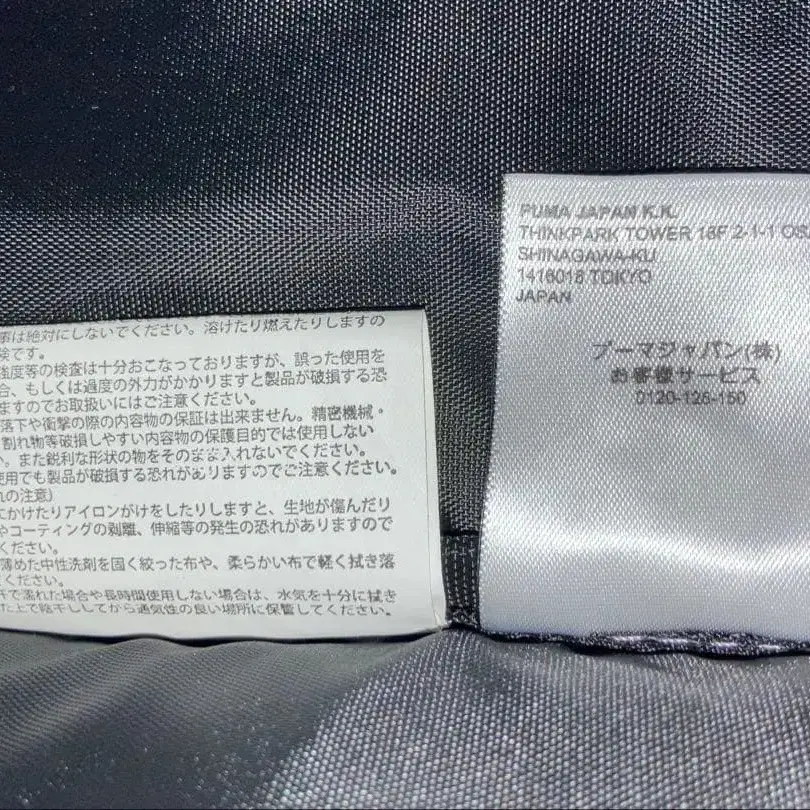 事は絶対にしないでください。溶けたり燃えたりしますの
険です。
強度等の検査は十分おこなっておりますが、誤った使用を
合、もしくは過度の外力がかかりますと製品が破損する恐
ますのでお取扱いにはご注意ください。
落下や衝撃の際の内容物の保証は出来ません。精密機械・
割れ物等破損しやすい内容物の保護目的では使用しない
い。また鋭利な形状の物をそのまま入れないでください。
使用でも製品が破損する恐れがありますのでご注意ください。
れの注意)
にかけたりアイロンがけをしたりしますと、生地が傷んだり
やコーティングの剥離、伸縮等の発生の恐れがありますので
ください。
薄めた中性洗剤を固く絞った布や、柔らかい布で軽く拭き落
ください。
汗で濡れた場合や長時間使用しない場合は、水気を十分に拭き
た上で陰干ししてから通気性の良い場所に保管してください。
PUMA JAPAN K.K.
THINKPARK TOWER 18F 2-1-1 OSA
SHINAGAWA-KU
1416018 TOKYO
JAPAN
プーマジャパン(株)
お客様サービス
0120-125-150